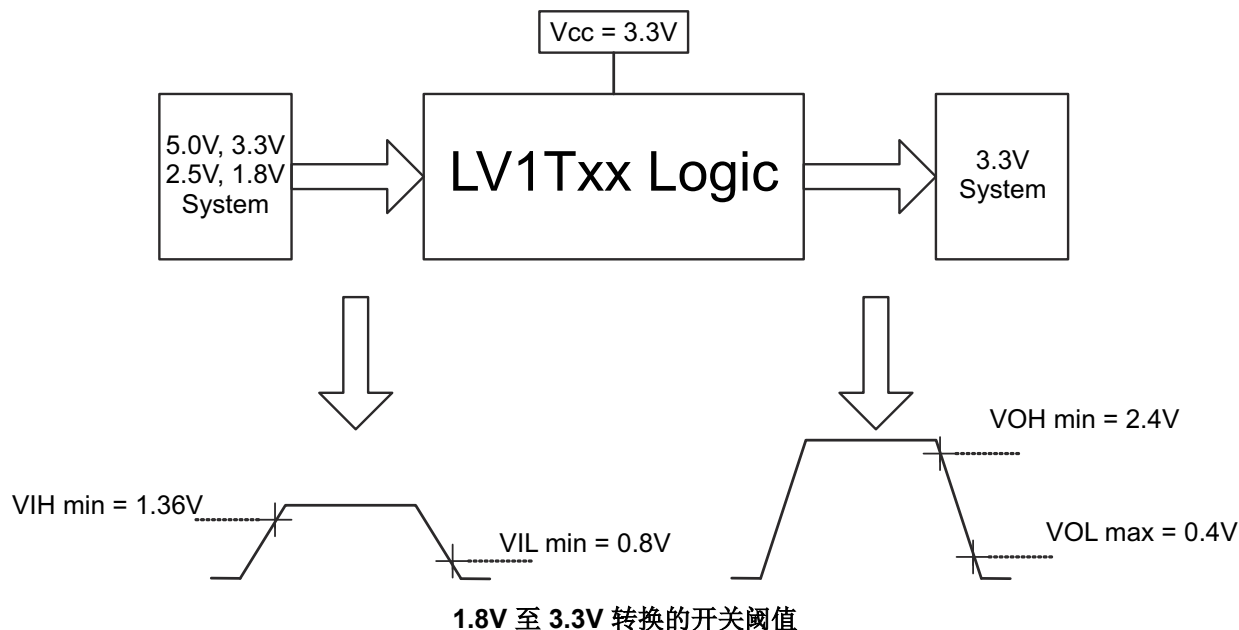 Vcc = 3.3V
5.0V, 3.3V
2.5V, 1.8V
System
LV1Txx Logic
3.3V
System
VIH min = 1.36V
VIL min = 0.8V
VOH min = 2.4V
VOL max = 0.4V
1.8V 至 3.3V 转换的开关阈值